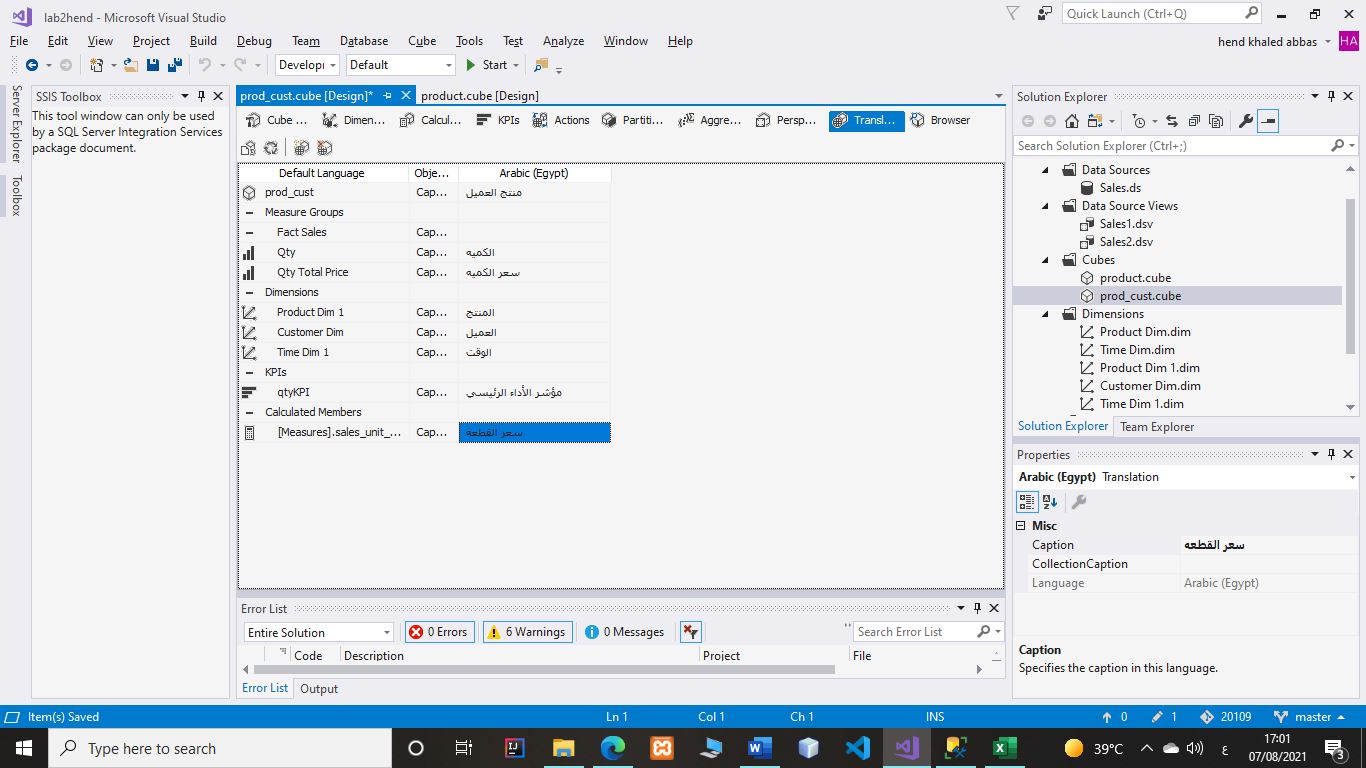 lab2hend - Microsoft Visual Studio
Quick Launch (Ctrl+Q)
File Edit View Project Build Debug Team Database Cube Tools Test Analyze Window Help
hend khaled abbas HA
Developi Default Start
Server Explorer
Toolbox
SSIS Toolbox
This tool window can only be used
by a SQL Server Integration Services
package document.
prod_cust.cube [Design]* product.cube [Design]
Cube ... Dimen... Calcul... KPIs Actions Partiti... Aggre... Persp... Transl... Browser
Default Language Obje... Arabic (Egypt)
prod_cust Cap... منتج العميل
Measure Groups
Fact Sales Cap...
Qty Cap... الكميه
Qty Total Price Cap... سعر الكميه
Dimensions
Product Dim 1 Cap... المنتج
Customer Dim Cap... العميل
Time Dim 1 Cap... الوقت
KPIs
qtyKPI Cap... مؤشر الأداء الرئيسي
Calculated Members
[Measures].sales_unit_... Cap... سعر القطعه
Error List
Entire Solution 0 Errors 6 Warnings 0 Messages Search Error List
Code Description Project File
Error List Output
Solution Explorer
Search Solution Explorer (Ctrl+;)
Data Sources
Sales.ds
Data Source Views
Sales1.dsv
Sales2.dsv
Cubes
product.cube
prod_cust.cube
Dimensions
Product Dim.dim
Time Dim.dim
Product Dim 1.dim
Customer Dim.dim
Time Dim 1.dim
Solution Explorer Team Explorer
Properties
Arabic (Egypt) Translation
Misc
Caption سعر القطعه
CollectionCaption
Language Arabic (Egypt)
Caption
Specifies the caption in this language.
Item(s) Saved Ln 1 Col 1 Ch 1 INS 0 1 20109 master
Type here to search 39°C ع 17:01
07/08/2021 3